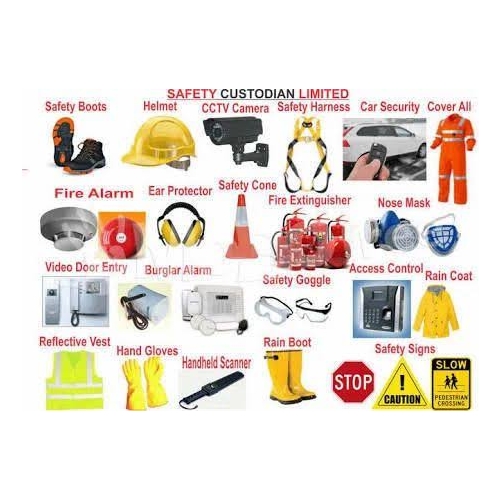 SAFETY CUSTODIAN LIMITED
Safety Boots
Helmet
CCTV Camera
Safety Harness
Car Security
Cover All
Fire Alarm
Ear Protector
Safety Cone
Fire Extinguisher
Nose Mask
Video Door Entry
Burglar Alarm
Safety Goggle
Access Control
Rain Coat
Reflective Vest
Hand Gloves
Handheld Scanner
Rain Boot
Safety Signs
STOP
CAUTION
SLOW
PEDESTRIAN
CROSSING